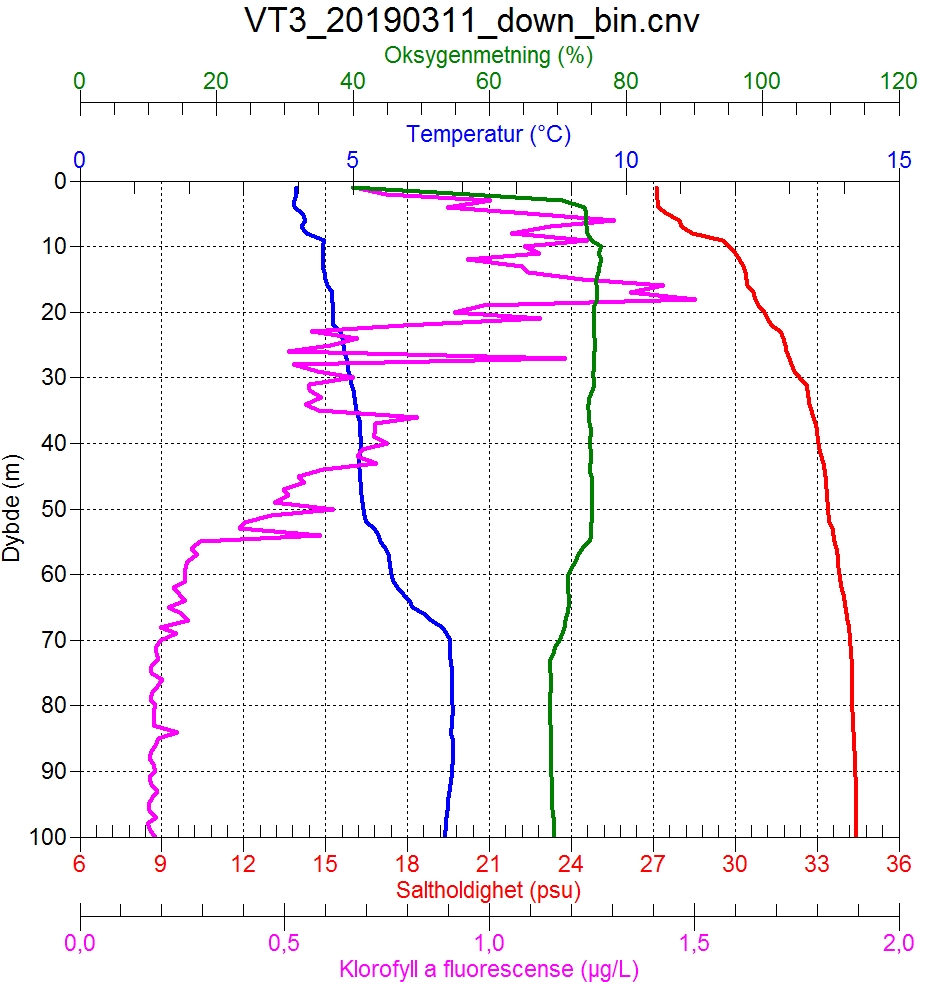 VT3_20190311_down_bin.cnv
Oksygenmetning (%)
0 20 40 60 80 100 120
Temperatur (°C)
0 5 10 15
0
10
20
30
40
50
60
70
80
90
100
Dybde (m)
6 9 12 15 18 21 24 27 30 33 36
Saltholdighet (psu)
0,0 0,5 1,0 1,5 2,0
Klorofyll a fluorescense (µg/L)